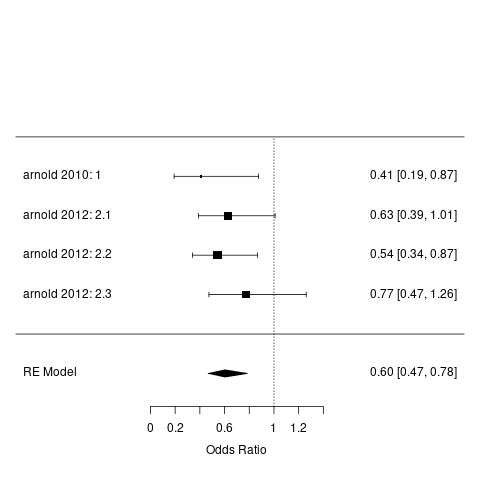 arnold 2010: 1 0.41 [0.19, 0.87]
arnold 2012: 2.1 0.63 [0.39, 1.01]
arnold 2012: 2.2 0.54 [0.34, 0.87]
arnold 2012: 2.3 0.77 [0.47, 1.26]
RE Model 0.60 [0.47, 0.78]
0 0.2 0.6 1 1.2
Odds Ratio